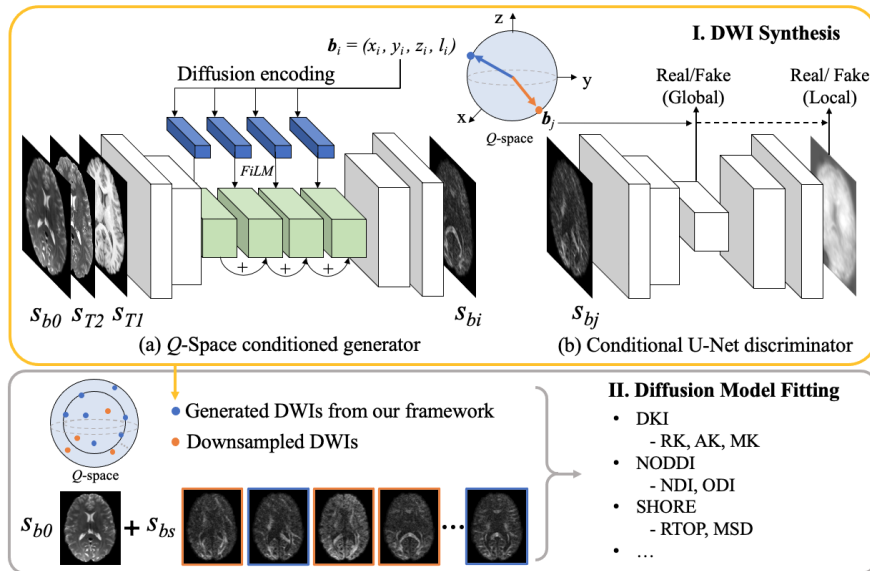 I. DWI Synthesis
b_i = (x_i, y_i, z_i, l_i)
Diffusion encoding
FiLM
+
+
+
s_b0
s_T2
s_T1
s_bi
(a) Q-Space conditioned generator
z
y
x
b_j
Q-space
Real/Fake
(Global)
Real/ Fake
(Local)
s_bj
(b) Conditional U-Net discriminator
Q-space
Generated DWIs from our framework
Downsampled DWIs
s_b0 + s_bs
...
II. Diffusion Model Fitting
• DKI
- RK, AK, MK
• NODDI
- NDI, ODI
• SHORE
- RTOP, MSD
• ...